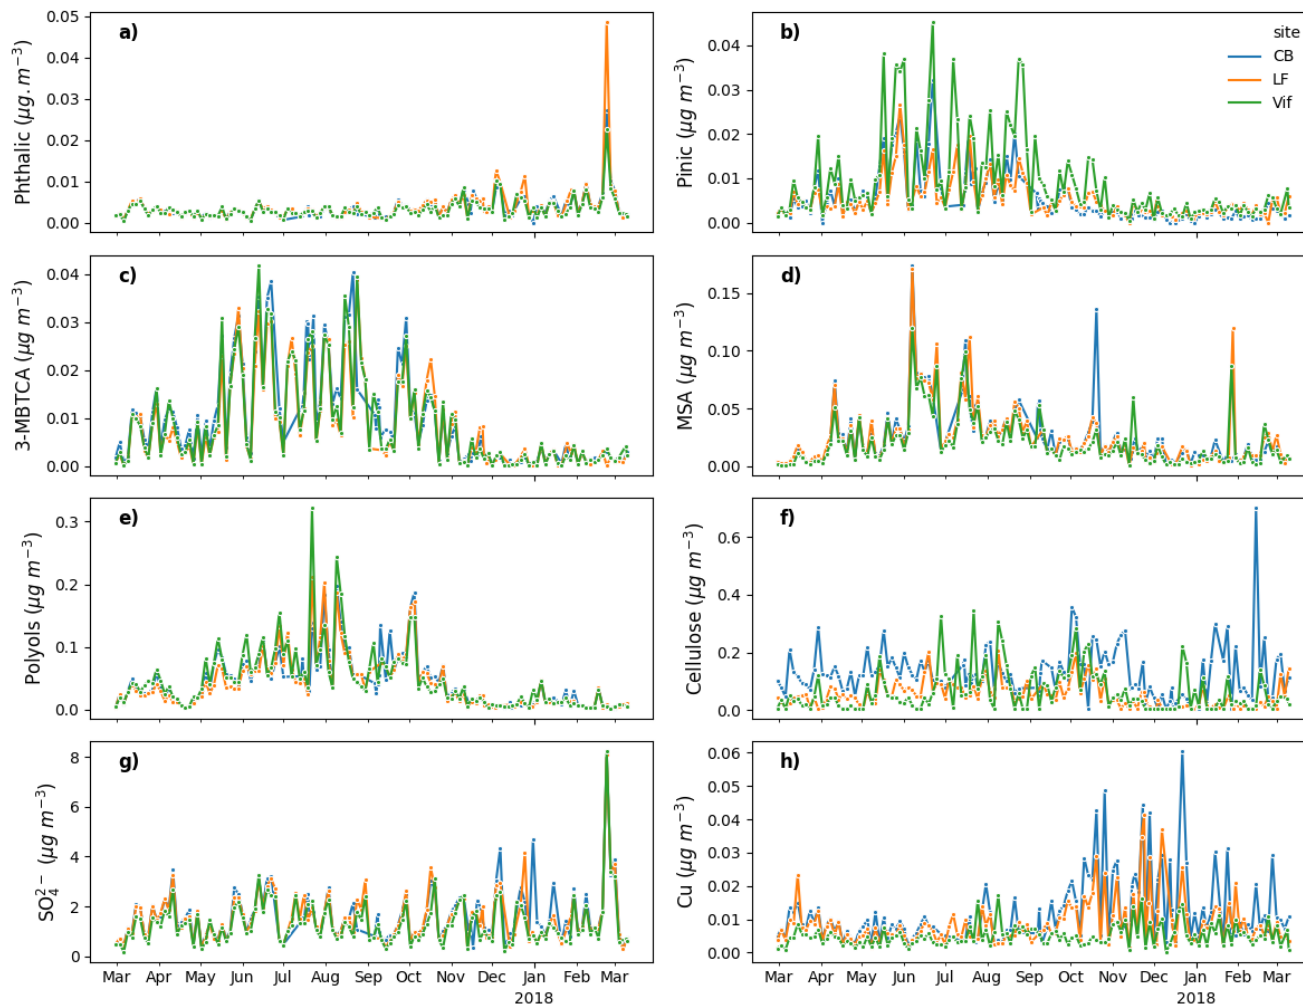 a)
Phthalic (μg. m⁻³)
0.05
0.04
0.03
0.02
0.01
0.00
b)
Pinic (μg m⁻³)
0.04
0.03
0.02
0.01
0.00
site
CB
LF
Vif
c)
3-MBTCA (μg m⁻³)
0.04
0.03
0.02
0.01
0.00
d)
MSA (μg m⁻³)
0.15
0.10
0.05
0.00
e)
Polyols (μg m⁻³)
0.3
0.2
0.1
0.0
f)
Cellulose (μg m⁻³)
0.6
0.4
0.2
0.0
g)
SO₄²⁻ (μg m⁻³)
8
6
4
2
0
Mar Apr May Jun Jul Aug Sep Oct Nov Dec Jan Feb Mar
2018
h)
Cu (μg m⁻³)
0.06
0.05
0.04
0.03
0.02
0.01
0.00
Mar Apr May Jun Jul Aug Sep Oct Nov Dec Jan Feb Mar
2018